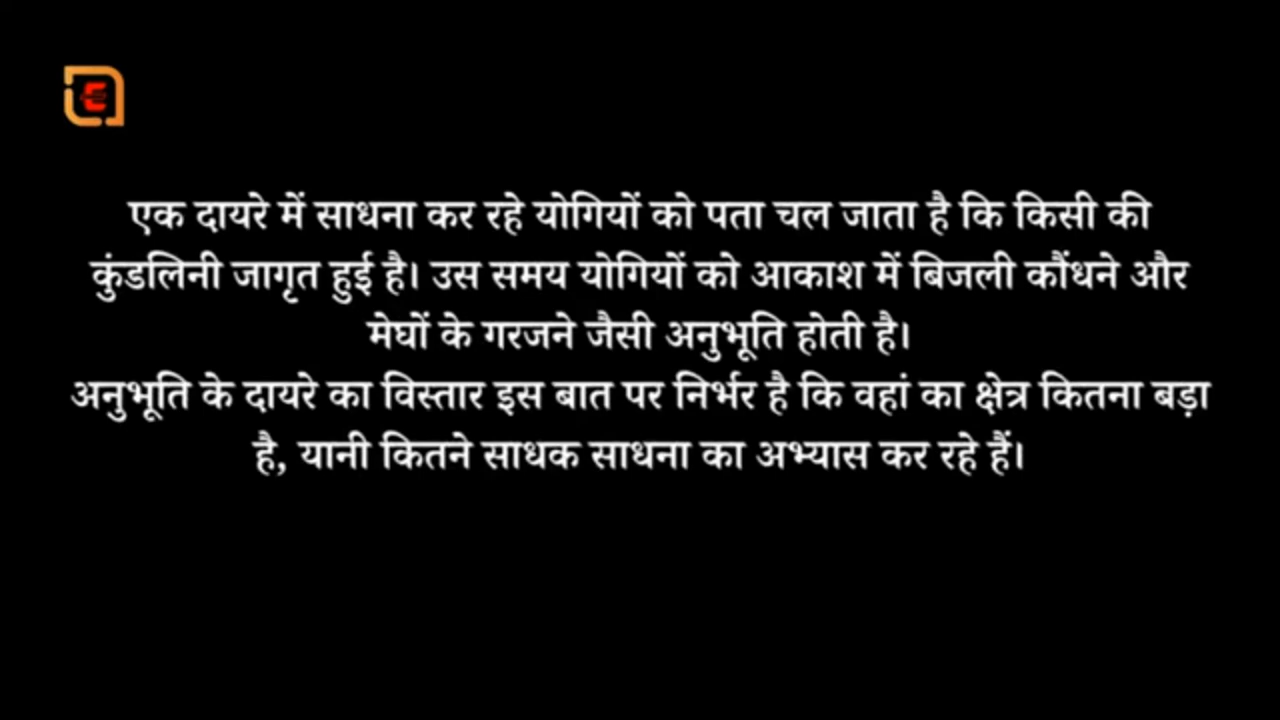 एक दायरे में साधना कर रहे योगियों को पता चल जाता है कि किसी की
कुंडलिनी जागृत हुई है। उस समय योगियों को आकाश में बिजली कौंधने और
मेघों के गरजने जैसी अनुभूति होती है।
अनुभूति के दायरे का विस्तार इस बात पर निर्भर है कि वहां का क्षेत्र कितना बड़ा
है, यानी कितने साधक साधना का अभ्यास कर रहे हैं।